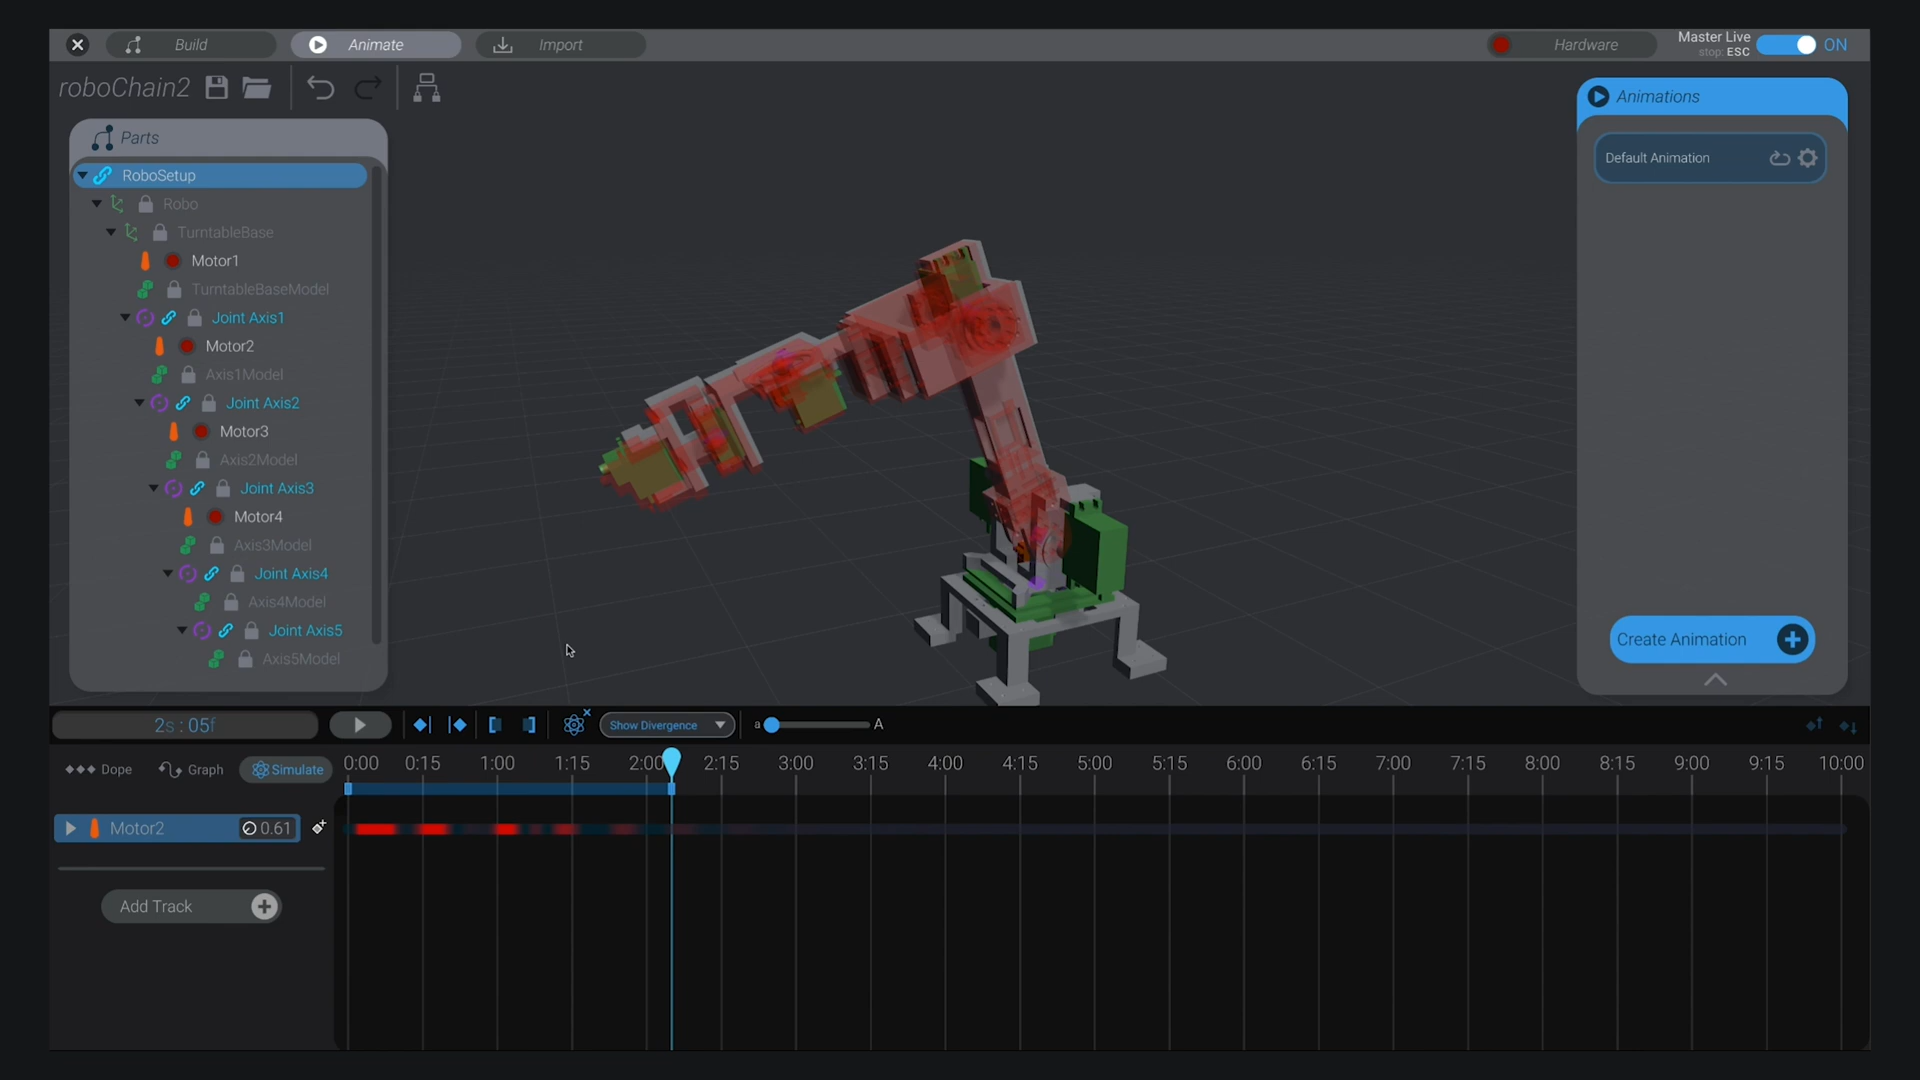 Build
Animate
Import
Hardware
Master Live
stop: ESC
ON
roboChain2
Parts
RoboSetup
Robo
TurntableBase
Motor1
TurntableBaseModel
Joint Axis1
Motor2
Axis1Model
Joint Axis2
Motor3
Axis2Model
Joint Axis3
Motor4
Axis3Model
Joint Axis4
Axis4Model
Joint Axis5
Axis5Model
Animations
Default Animation
Create Animation
2s : 05f
Show Divergence
a
A
Dope
Graph
Simulate
0:00 0:15 1:00 1:15 2:00 2:15 3:00 3:15 4:00 4:15 5:00 5:15 6:00 6:15 7:00 7:15 8:00 8:15 9:00 9:15 10:00
Motor2
0.61
Add Track